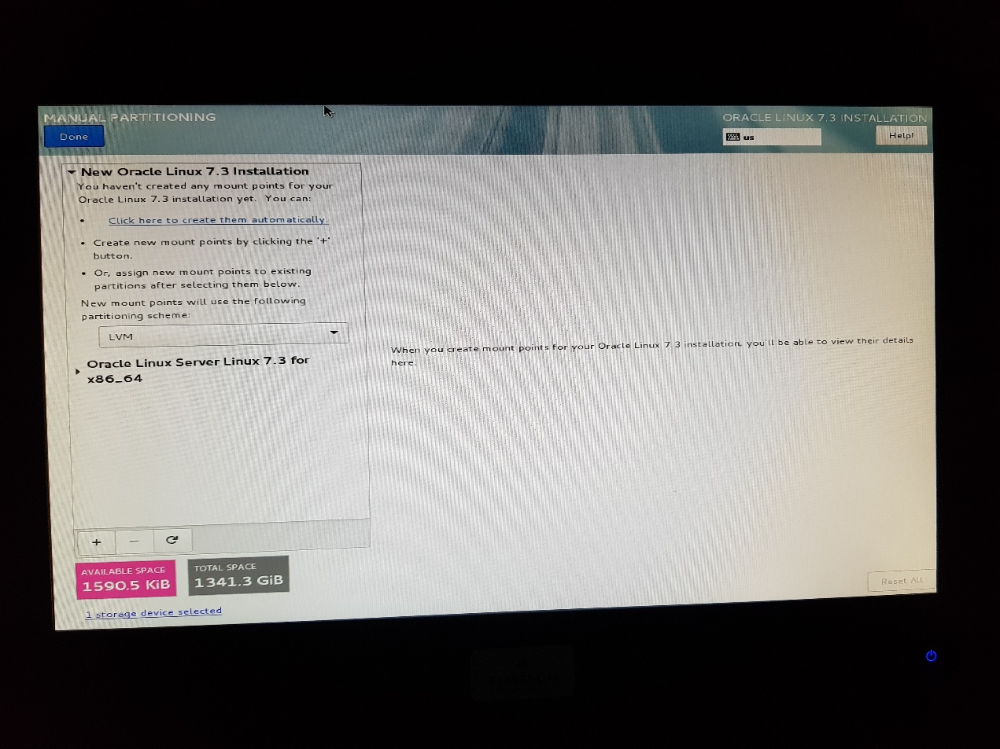 MANUAL PARTITIONING
Done
ORACLE LINUX 7.3 INSTALLATION
us
Help!
New Oracle Linux 7.3 Installation
You haven't created any mount points for your
Oracle Linux 7.3 installation yet. You can:
• Click here to create them automatically.
• Create new mount points by clicking the '+'
button.
• Or, assign new mount points to existing
partitions after selecting them below.
New mount points will use the following
partitioning scheme:
LVM
Oracle Linux Server Linux 7.3 for
x86_64
When you create mount points for your Oracle Linux 7.3 installation, you'll be able to view their details
here.
+ −
AVAILABLE SPACE
1590.5 KiB
TOTAL SPACE
1341.3 GiB
1 storage device selected
Reset All